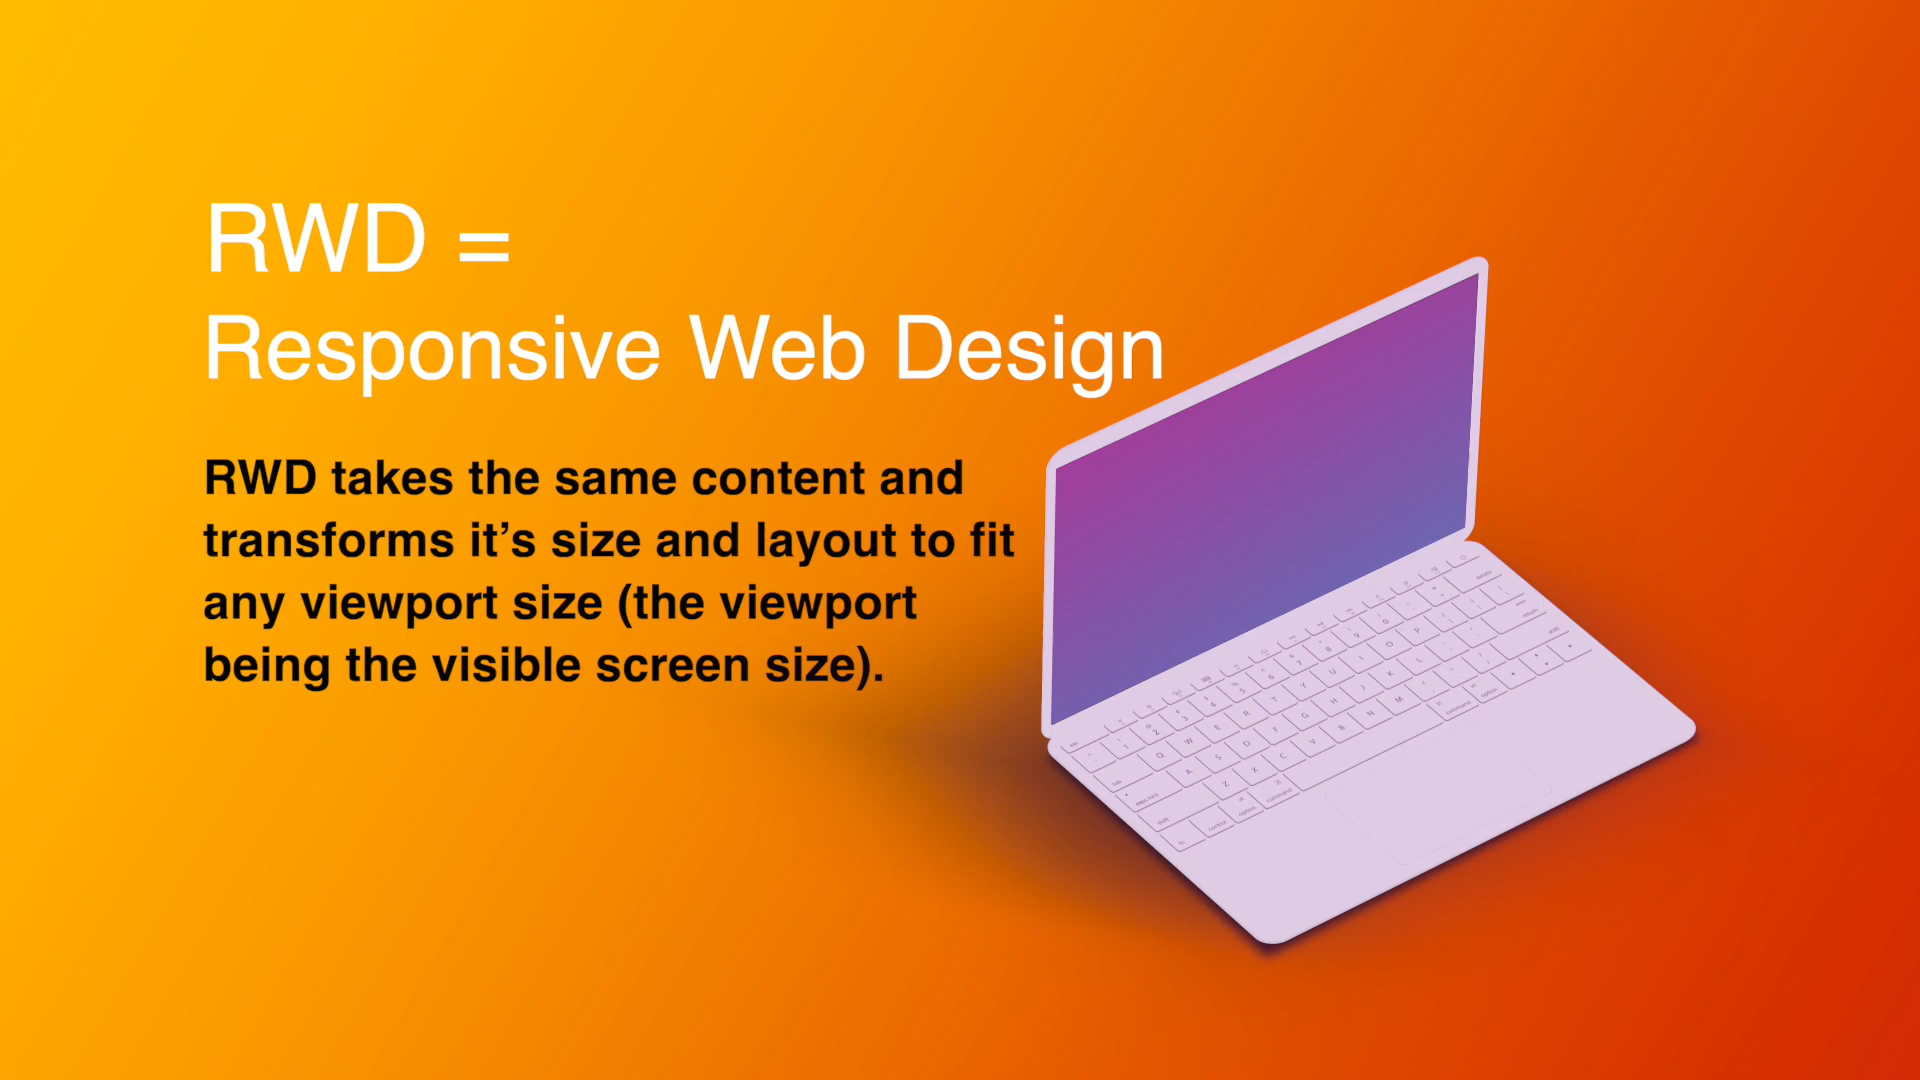 RWD =
Responsive Web Design
RWD takes the same content and
transforms it’s size and layout to fit
any viewport size (the viewport
being the visible screen size).